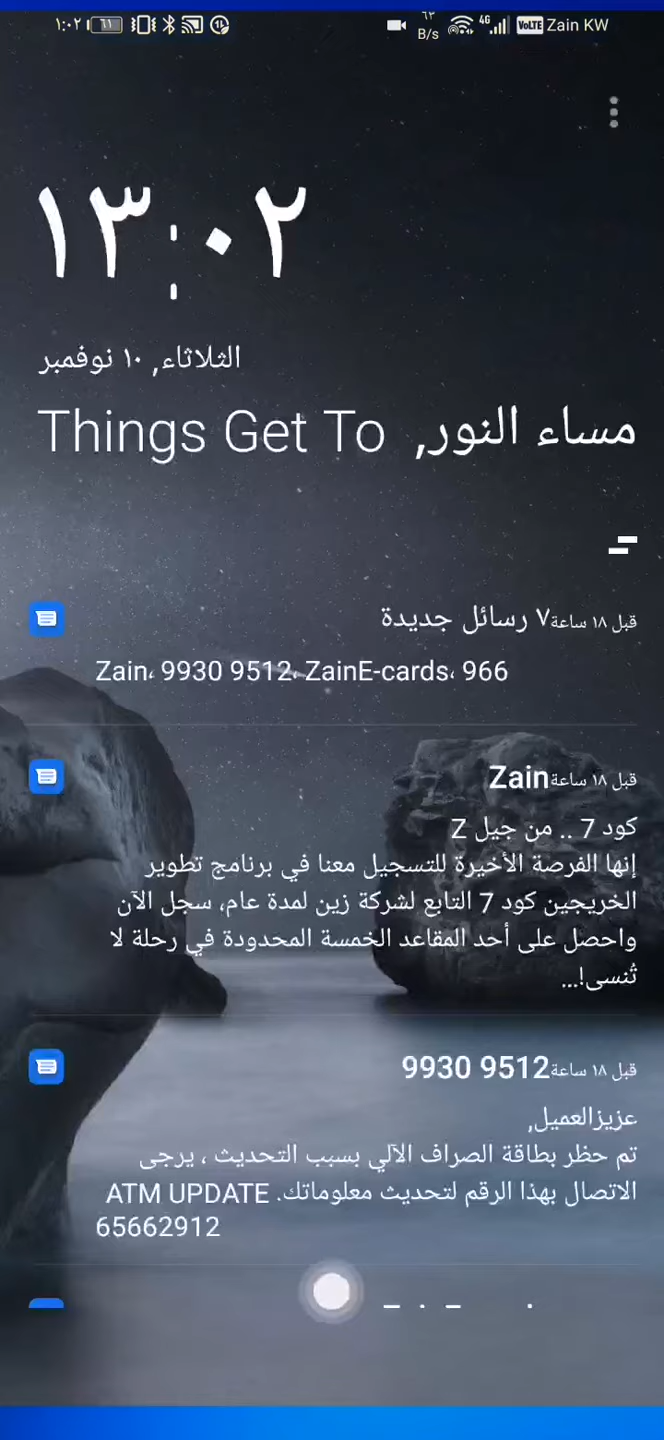 ١:٠٢ ٦١
٦٣ B/s 4G VoLTE Zain KW
١٣:٠٢
الثلاثاء, ١٠ نوفمبر
مساء النور, Things Get To
٧ رسائل جديدة قبل ١٨ ساعة
Zain، 9930 9512، ZainE-cards، 966
Zain قبل ١٨ ساعة
كود 7 .. من جيل Z
إنها الفرصة الأخيرة للتسجيل معنا في برنامج تطوير
الخريجين كود 7 التابع لشركة زين لمدة عام، سجل الآن
واحصل على أحد المقاعد الخمسة المحدودة في رحلة لا
تُنسى!...
9930 9512 قبل ١٨ ساعة
عزيزالعميل,
تم حظر بطاقة الصراف الآلي بسبب التحديث ، يرجى
الاتصال بهذا الرقم لتحديث معلوماتك. ATM UPDATE
65662912